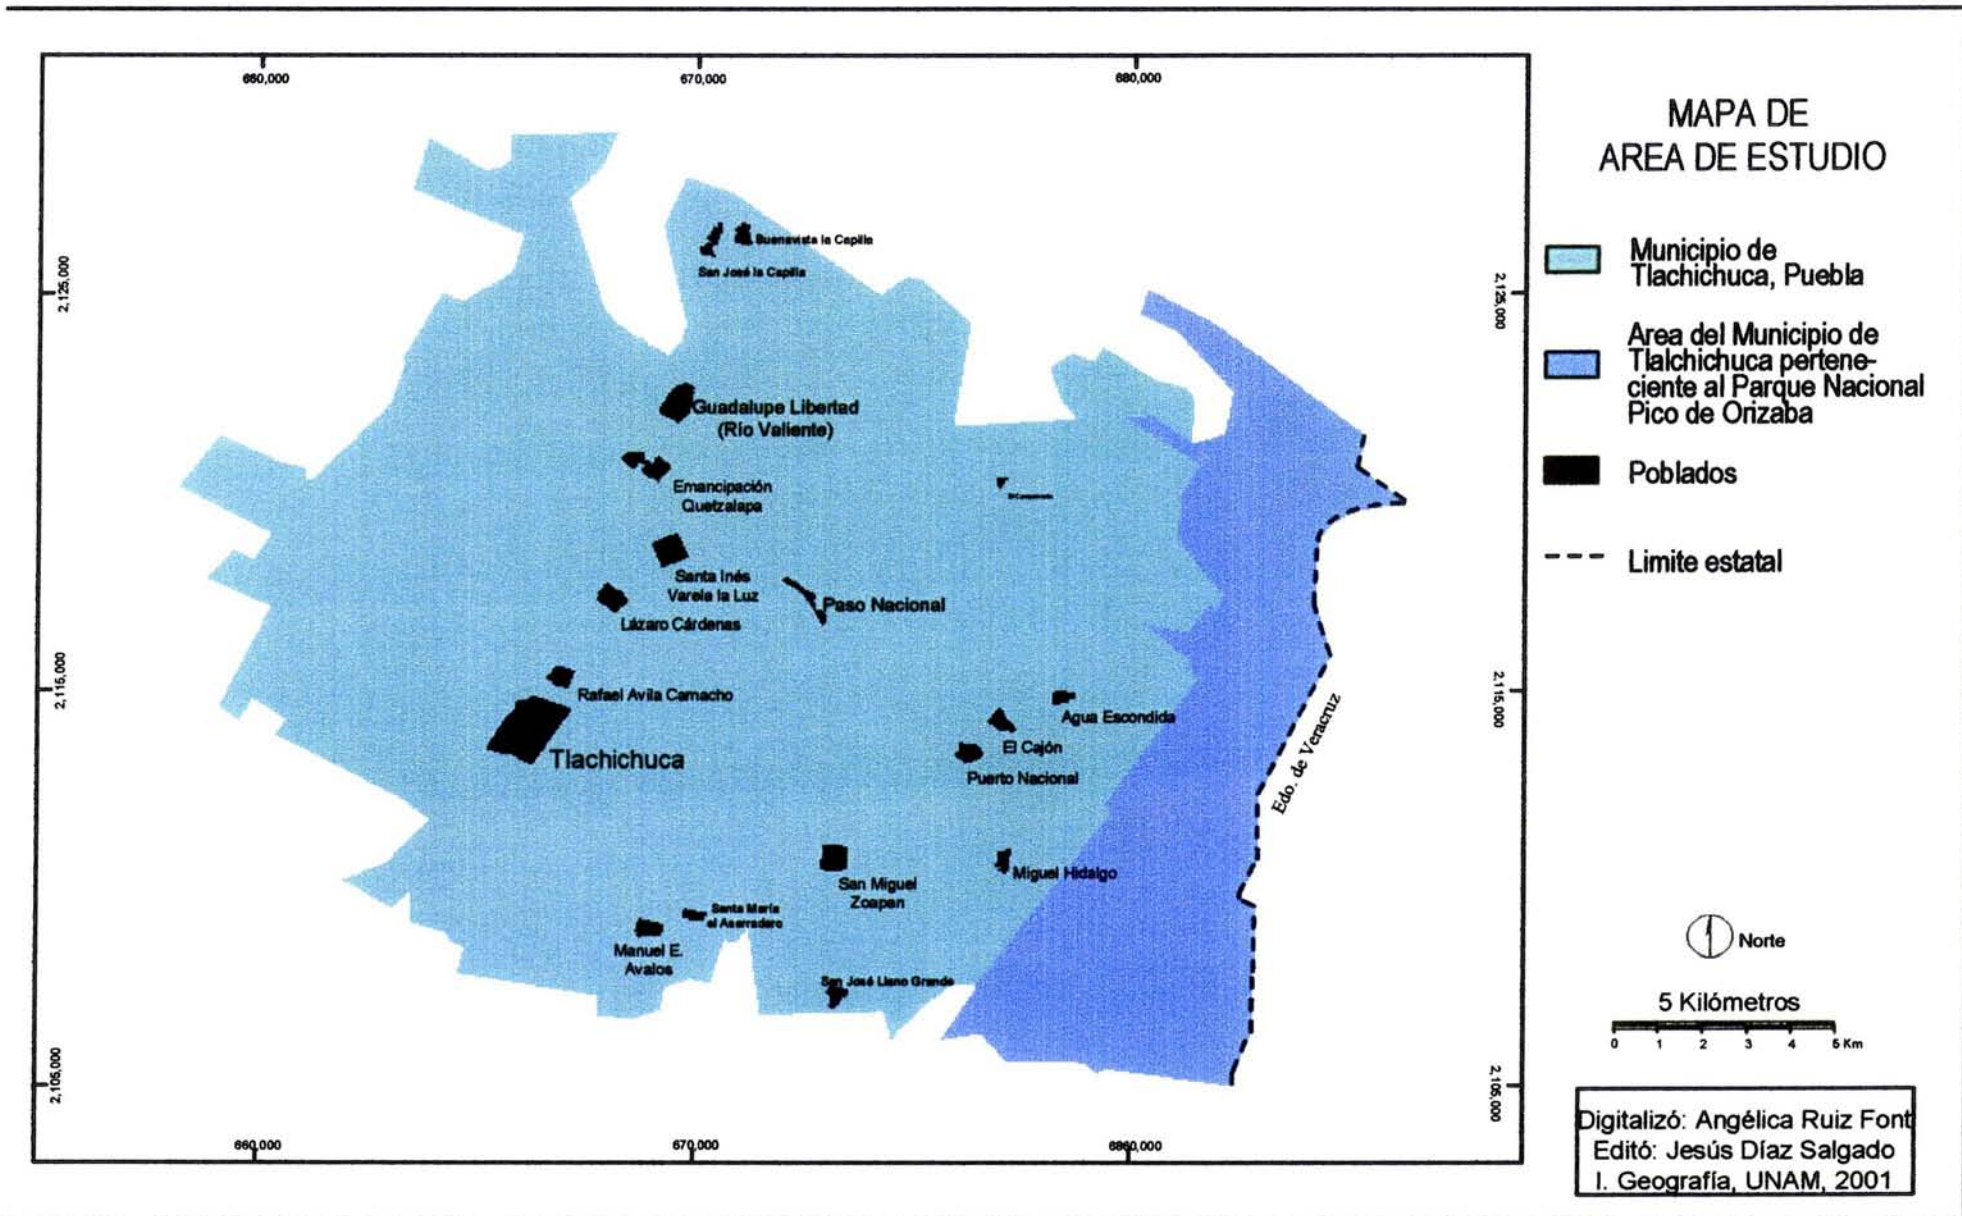 660,000
670,000
680,000
MAPA DE
AREA DE ESTUDIO
Municipio de
Tlachichuca, Puebla
Area del Municipio de
Tlalchichuca pertene-
ciente al Parque Nacional
Pico de Orizaba
Poblados
Limite estatal
2,125,000
2,125,000
Buenavista la Capilla
San José la Capilla
Guadalupe Libertad
(Río Valiente)
Emancipación
Quetzalapa
Santa Inés
Varela la Luz
Paso Nacional
Lázaro Cárdenas
2,115,000
2,115,000
Rafael Avila Camacho
Tlachichuca
Agua Escondida
El Cajón
Puerto Nacional
Edo. de Veracruz
San Miguel
Zoapan
Miguel Hidalgo
Santa María
el Aserradero
Manuel E.
Avalos
San José Llano Grande
Norte
5 Kilómetros
0 1 2 3 4 5 Km
2,105,000
2,105,000
660,000
670,000
6860,000
Digitalizó: Angélica Ruiz Font
Editó: Jesús Díaz Salgado
I. Geografía, UNAM, 2001